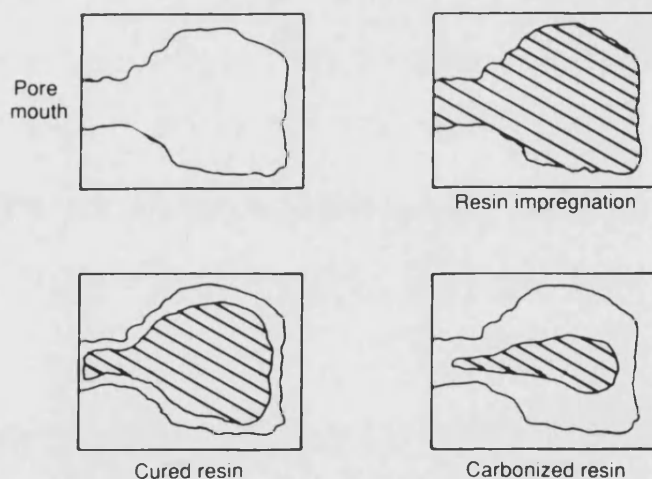 Pore
mouth
Resin impregnation
Cured resin
Carbonized resin